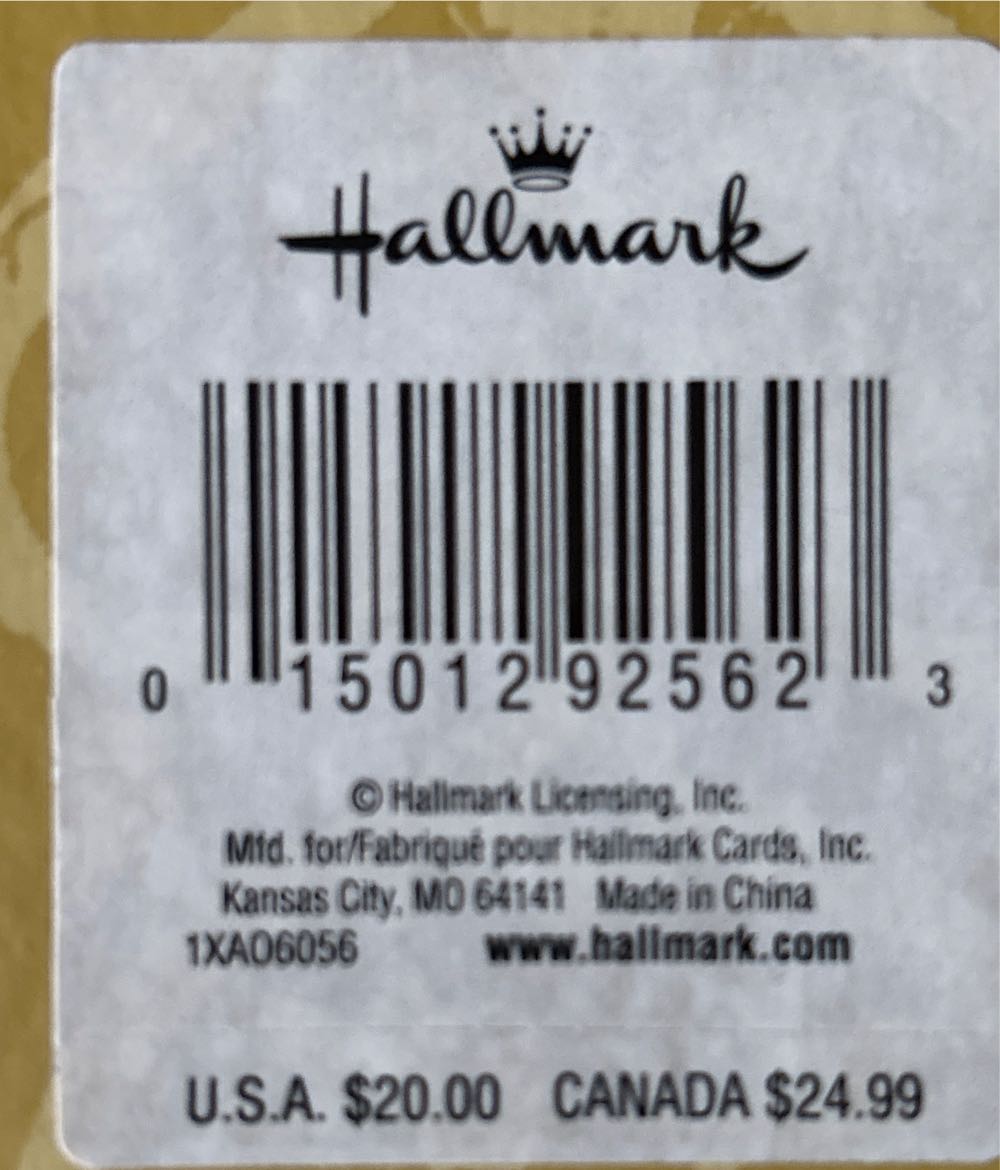 Hallmark
0 15012 92562 3
© Hallmark Licensing, Inc.
Mfd. for/Fabriqué pour Hallmark Cards, Inc.
Kansas City, MO 64141 Made in China
1XAO6056 www.hallmark.com
U.S.A. $20.00 CANADA $24.99